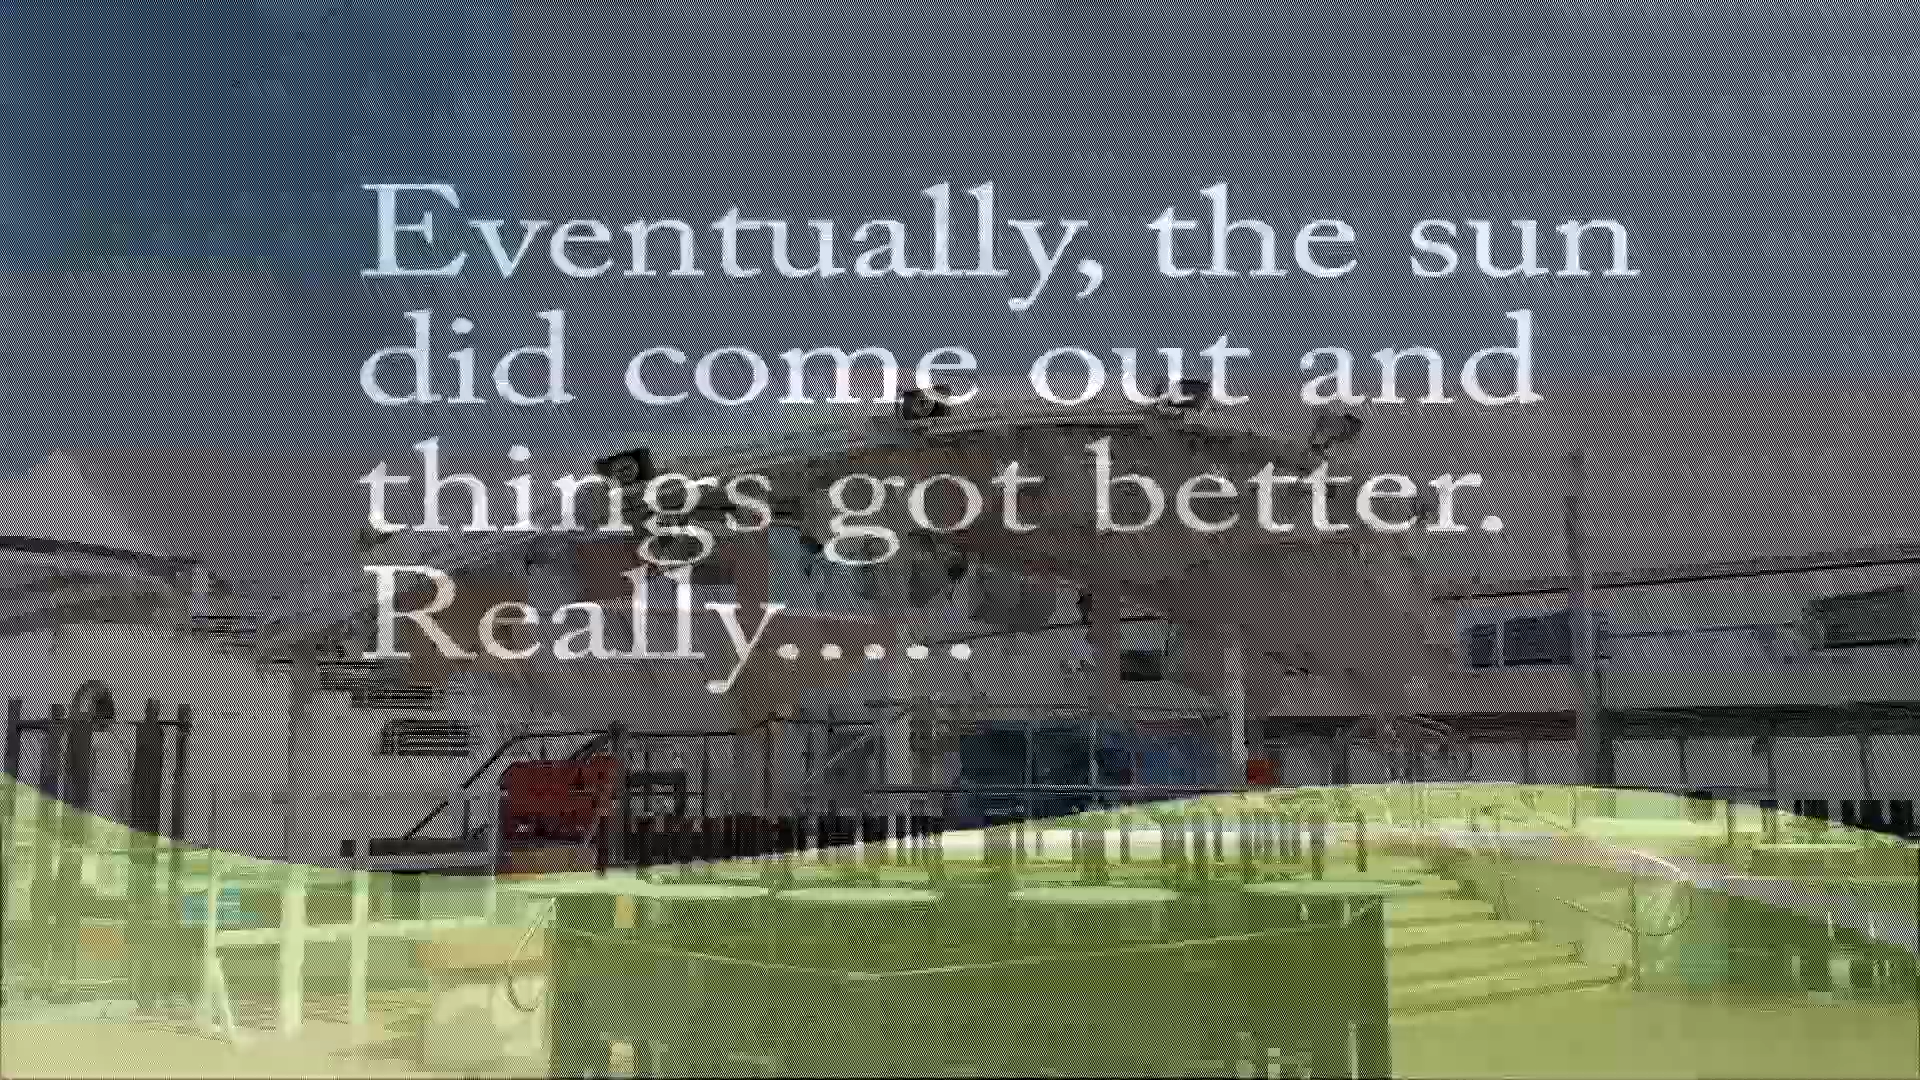 Eventually, the sun
did come out and
things got better.
Really.....